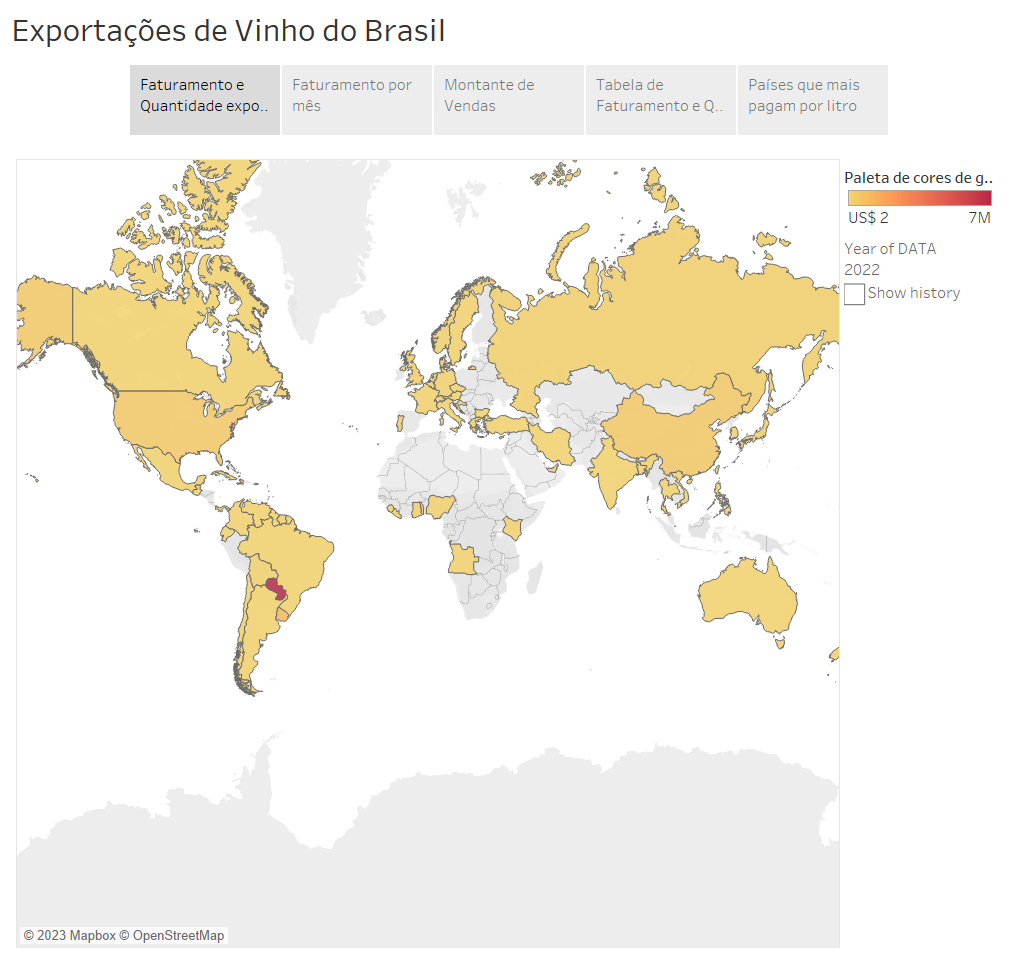 Exportações de Vinho do Brasil
Faturamento e
Quantidade expo..
Faturamento por
mês
Montante de
Vendas
Tabela de
Faturamento e Q..
Países que mais
pagam por litro
Paleta de cores de g..
US$ 2
7M
Year of DATA
2022
Show history
© 2023 Mapbox © OpenStreetMap